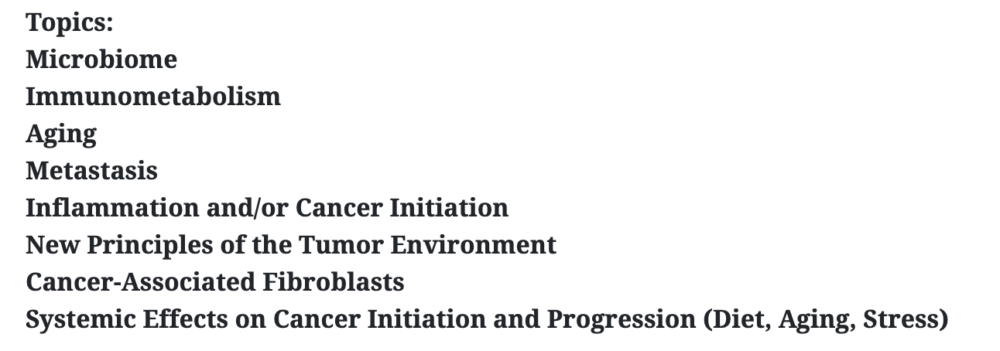 Topics:
Microbiome
Immunometabolism
Aging
Metastasis
Inflammation and/or Cancer Initiation
New Principles of the Tumor Environment
Cancer-Associated Fibroblasts
Systemic Effects on Cancer Initiation and Progression (Diet, Aging, Stress)